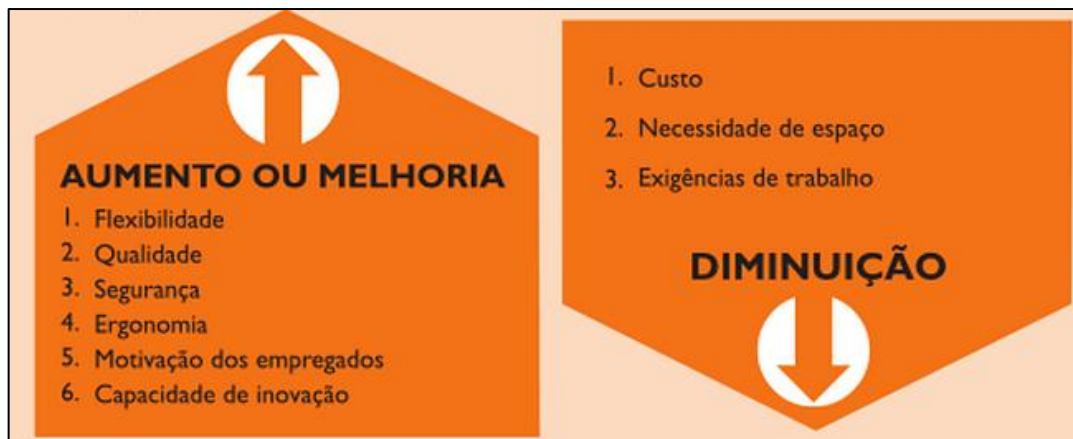 AUMENTO OU MELHORIA
1. Flexibilidade
2. Qualidade
3. Segurança
4. Ergonomia
5. Motivação dos empregados
6. Capacidade de inovação
1. Custo
2. Necessidade de espaço
3. Exigências de trabalho
DIMINUIÇÃO